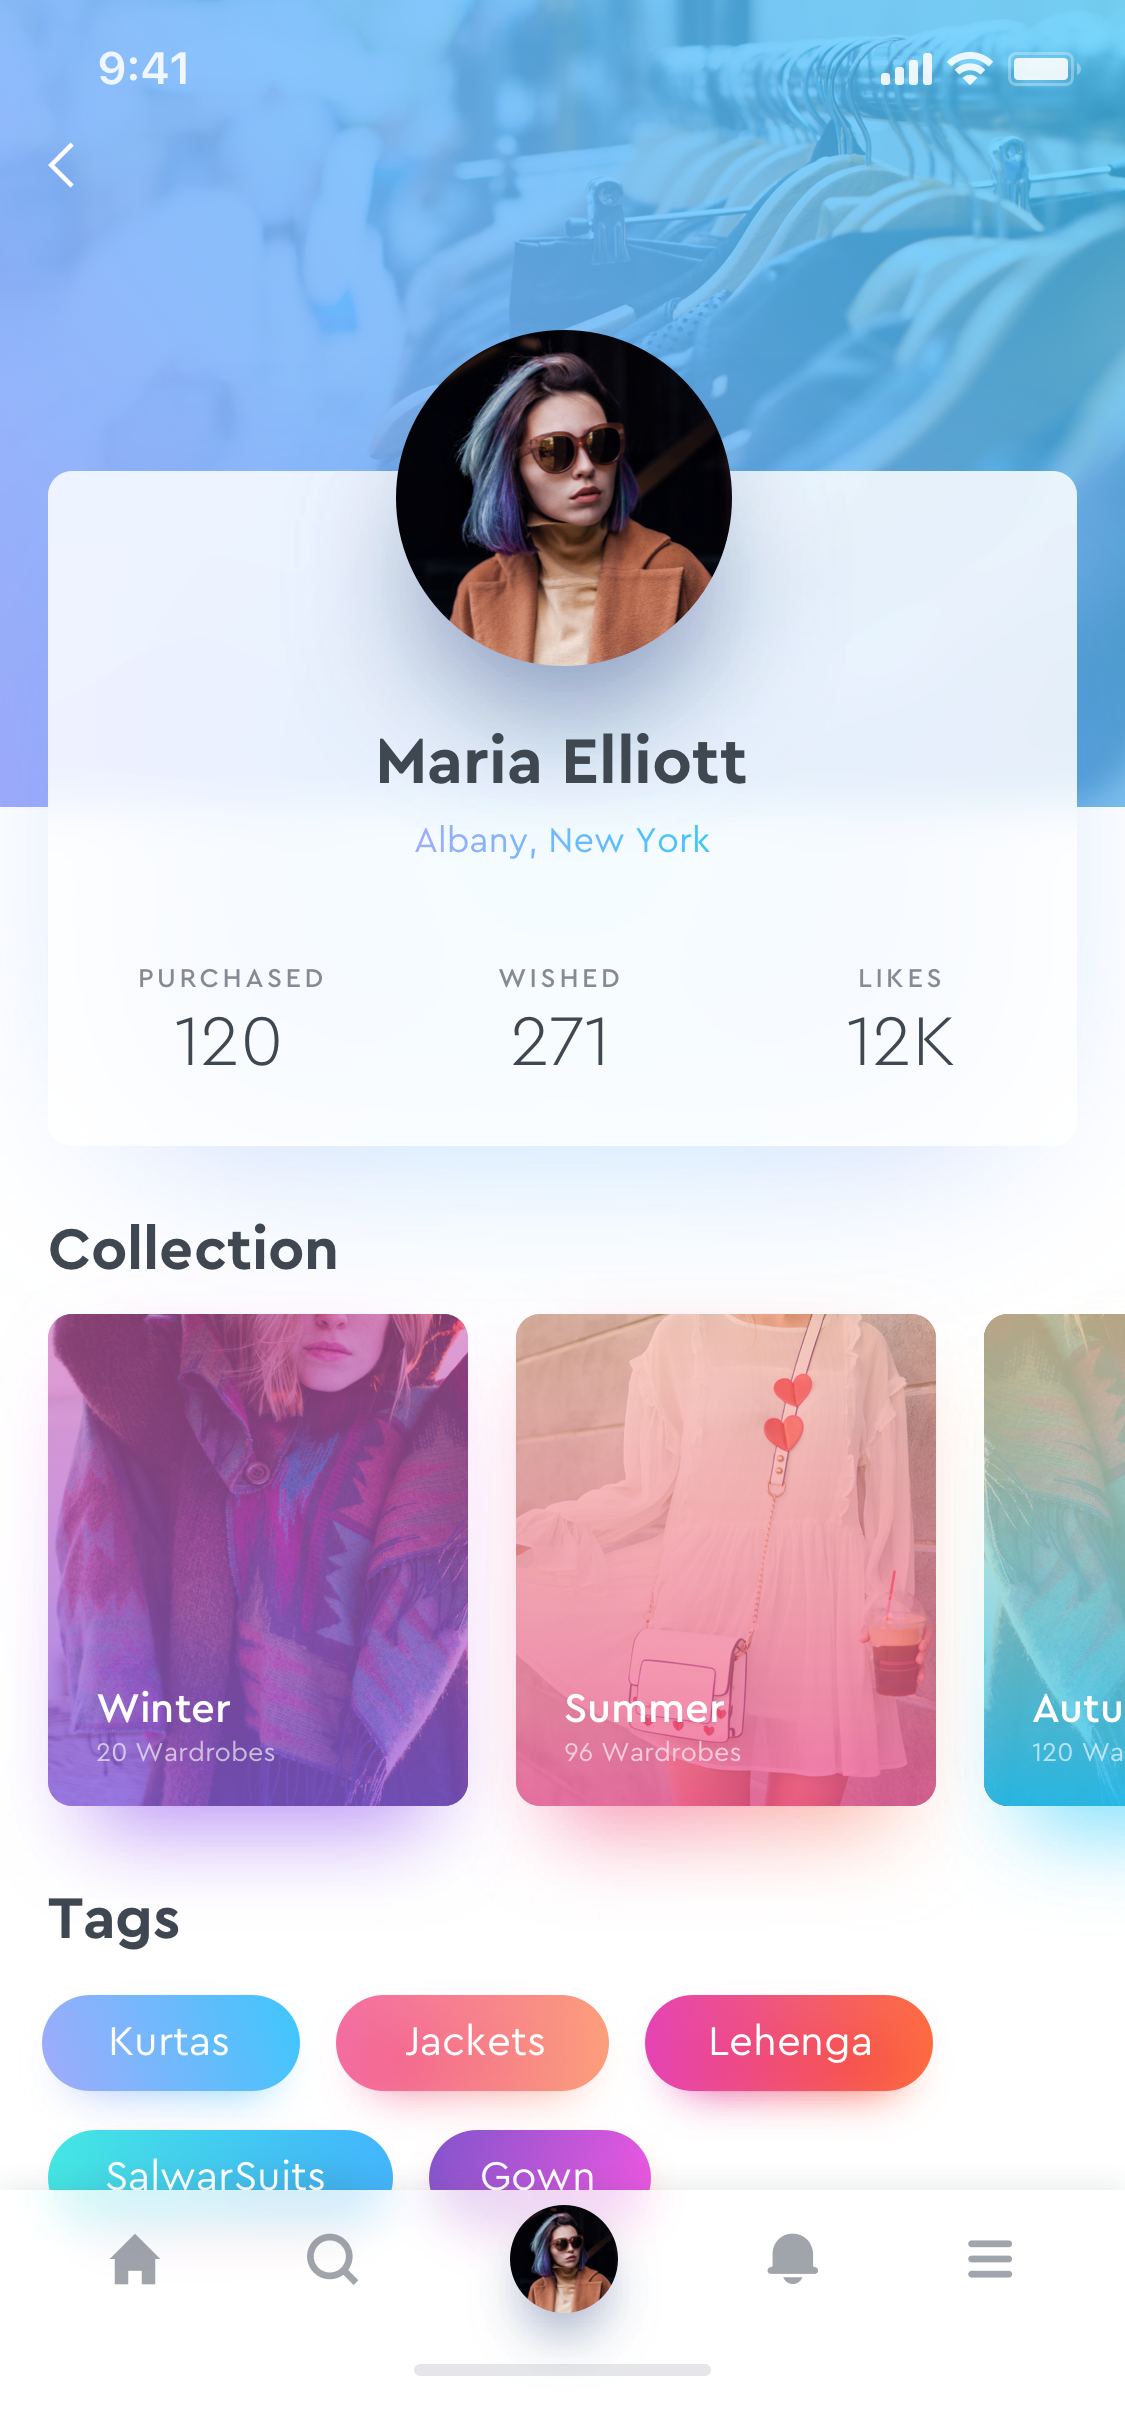 9:41
Maria Elliott
Albany, New York
PURCHASED WISHED LIKES
120 271 12K
Collection
Winter Summer Autu
20 Wardrobes 96 Wardrobes 120 Wa
Tags
Kurtas Jackets Lehenga
SalwarSuits Gown